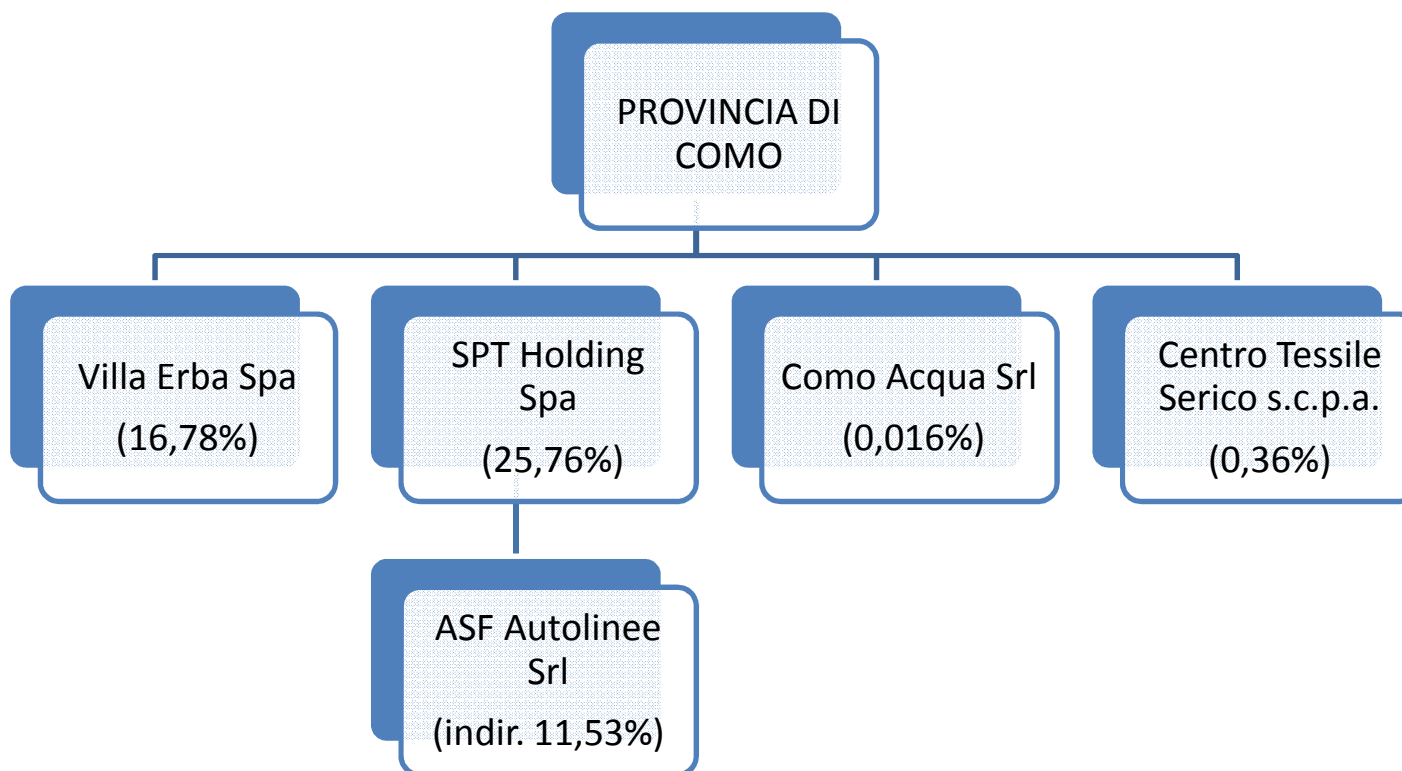 PROVINCIA DI
COMO
Villa Erba Spa
(16,78%)
SPT Holding
Spa
(25,76%)
Como Acqua Srl
(0,016%)
Centro Tessile
Serico s.c.p.a.
(0,36%)
ASF Autolinee
Srl
(indir. 11,53%)